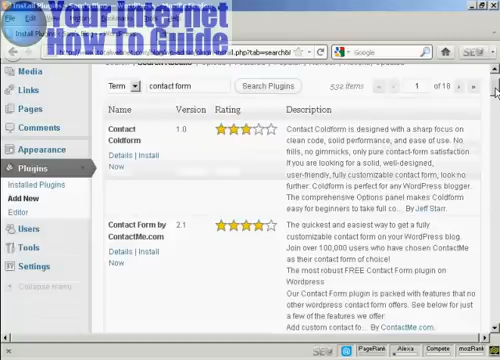 Install Plugins
Your Internet
How To Guide
File Edit
install.php?tab=search&
Google
SEO
Media
Links
Pages
Comments
Appearance
Plugins
Installed Plugins
Add New
Editor
Users
Tools
Settings
Collapse menu
Term contact form Search Plugins 532 items « ‹ 1 of 18 › »
Name Version Rating Description
Contact
Coldform
1.0
Details | Install
Now
Contact Coldform is designed with a sharp focus on
clean code, solid performance, and ease of use. No
frills, no gimmicks, only pure contact-form satisfaction
If you are looking for a solid, well-designed,
user-friendly, fully customizable contact form, look
no further. Coldform is perfect for any WordPress blogger.
The comprehensive Options panel makes Coldform
easy for beginners to take full co... By Jeff Starr.
Contact Form by
ContactMe.com
2.1
Details | Install
Now
The quickest and easiest way to get a fully
customizable contact form on your WordPress blog.
Join over 100,000 users who have chosen ContactMe
as their contact form of choice!
The most robust FREE Contact Form plugin on
Wordpress
Our Contact Form plugin is packed with features that no
other wordpress contact form offers. See below for just
a few of the features we offer:
Add custom contact fo... By ContactMe.com.
SEO PageRank Alexa Compete mozRank